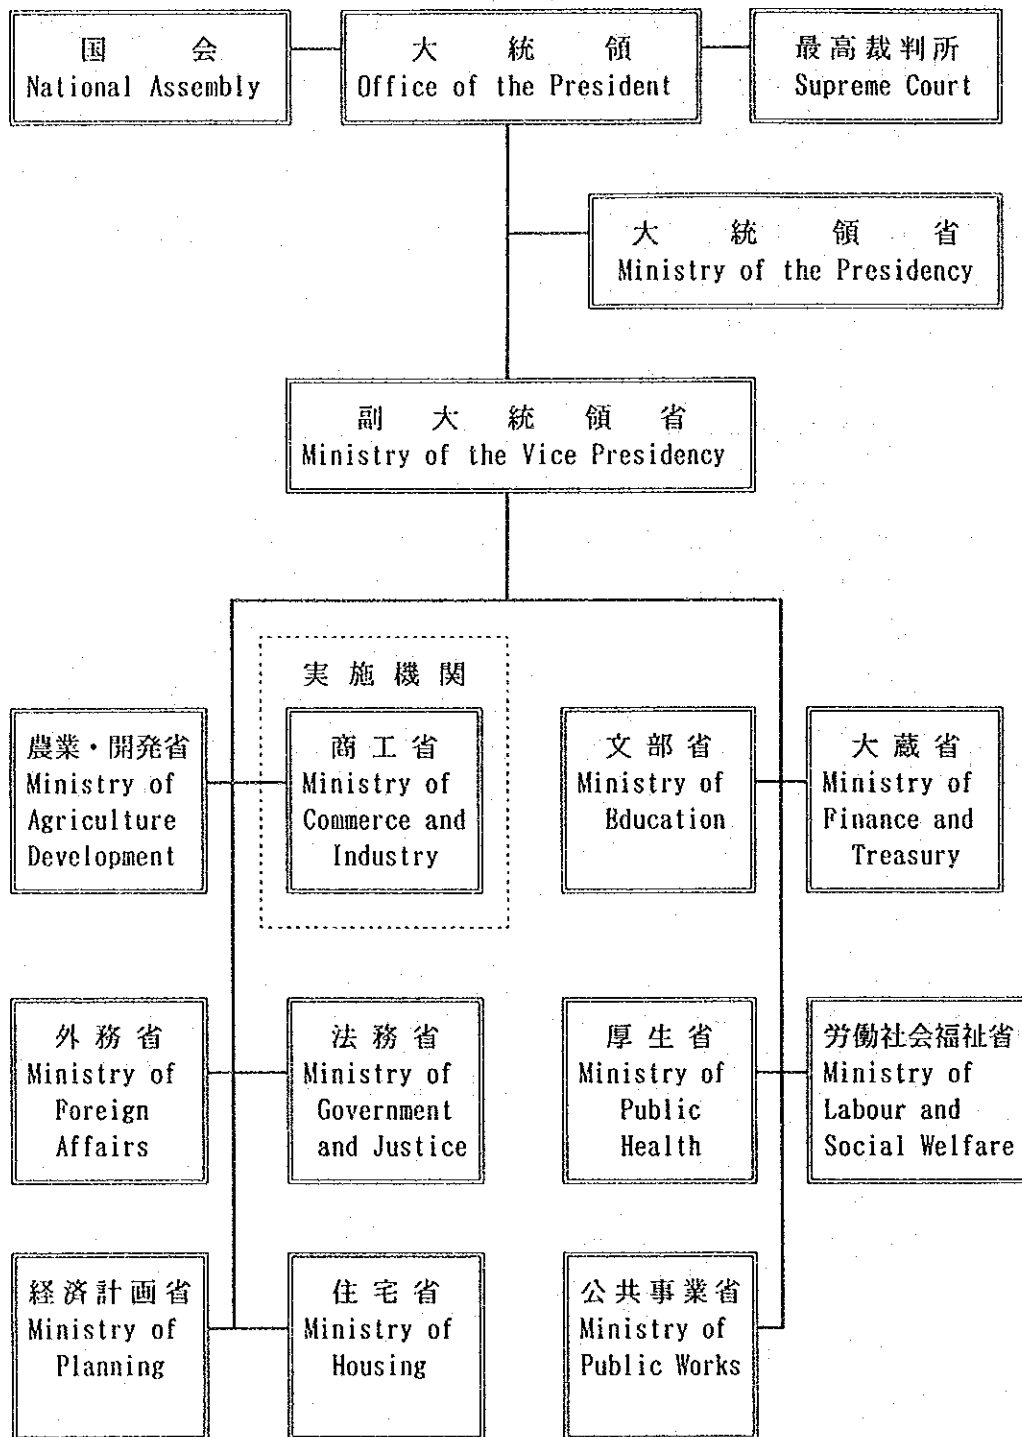 国会
National Assembly
大統領
Office of the President
最高裁判所
Supreme Court
大統領省
Ministry of the Presidency
副大統領省
Ministry of the Vice Presidency
実施機関
農業・開発省
Ministry of
Agriculture
Development
商工省
Ministry of
Commerce and
Industry
文部省
Ministry of
Education
大蔵省
Ministry of
Finance and
Treasury
外務省
Ministry of
Foreign
Affairs
法務省
Ministry of
Government
and Justice
厚生省
Ministry of
Public
Health
労働社会福祉省
Ministry of
Labour and
Social Welfare
経済計画省
Ministry of
Planning
住宅省
Ministry of
Housing
公共事業省
Ministry of
Public Works